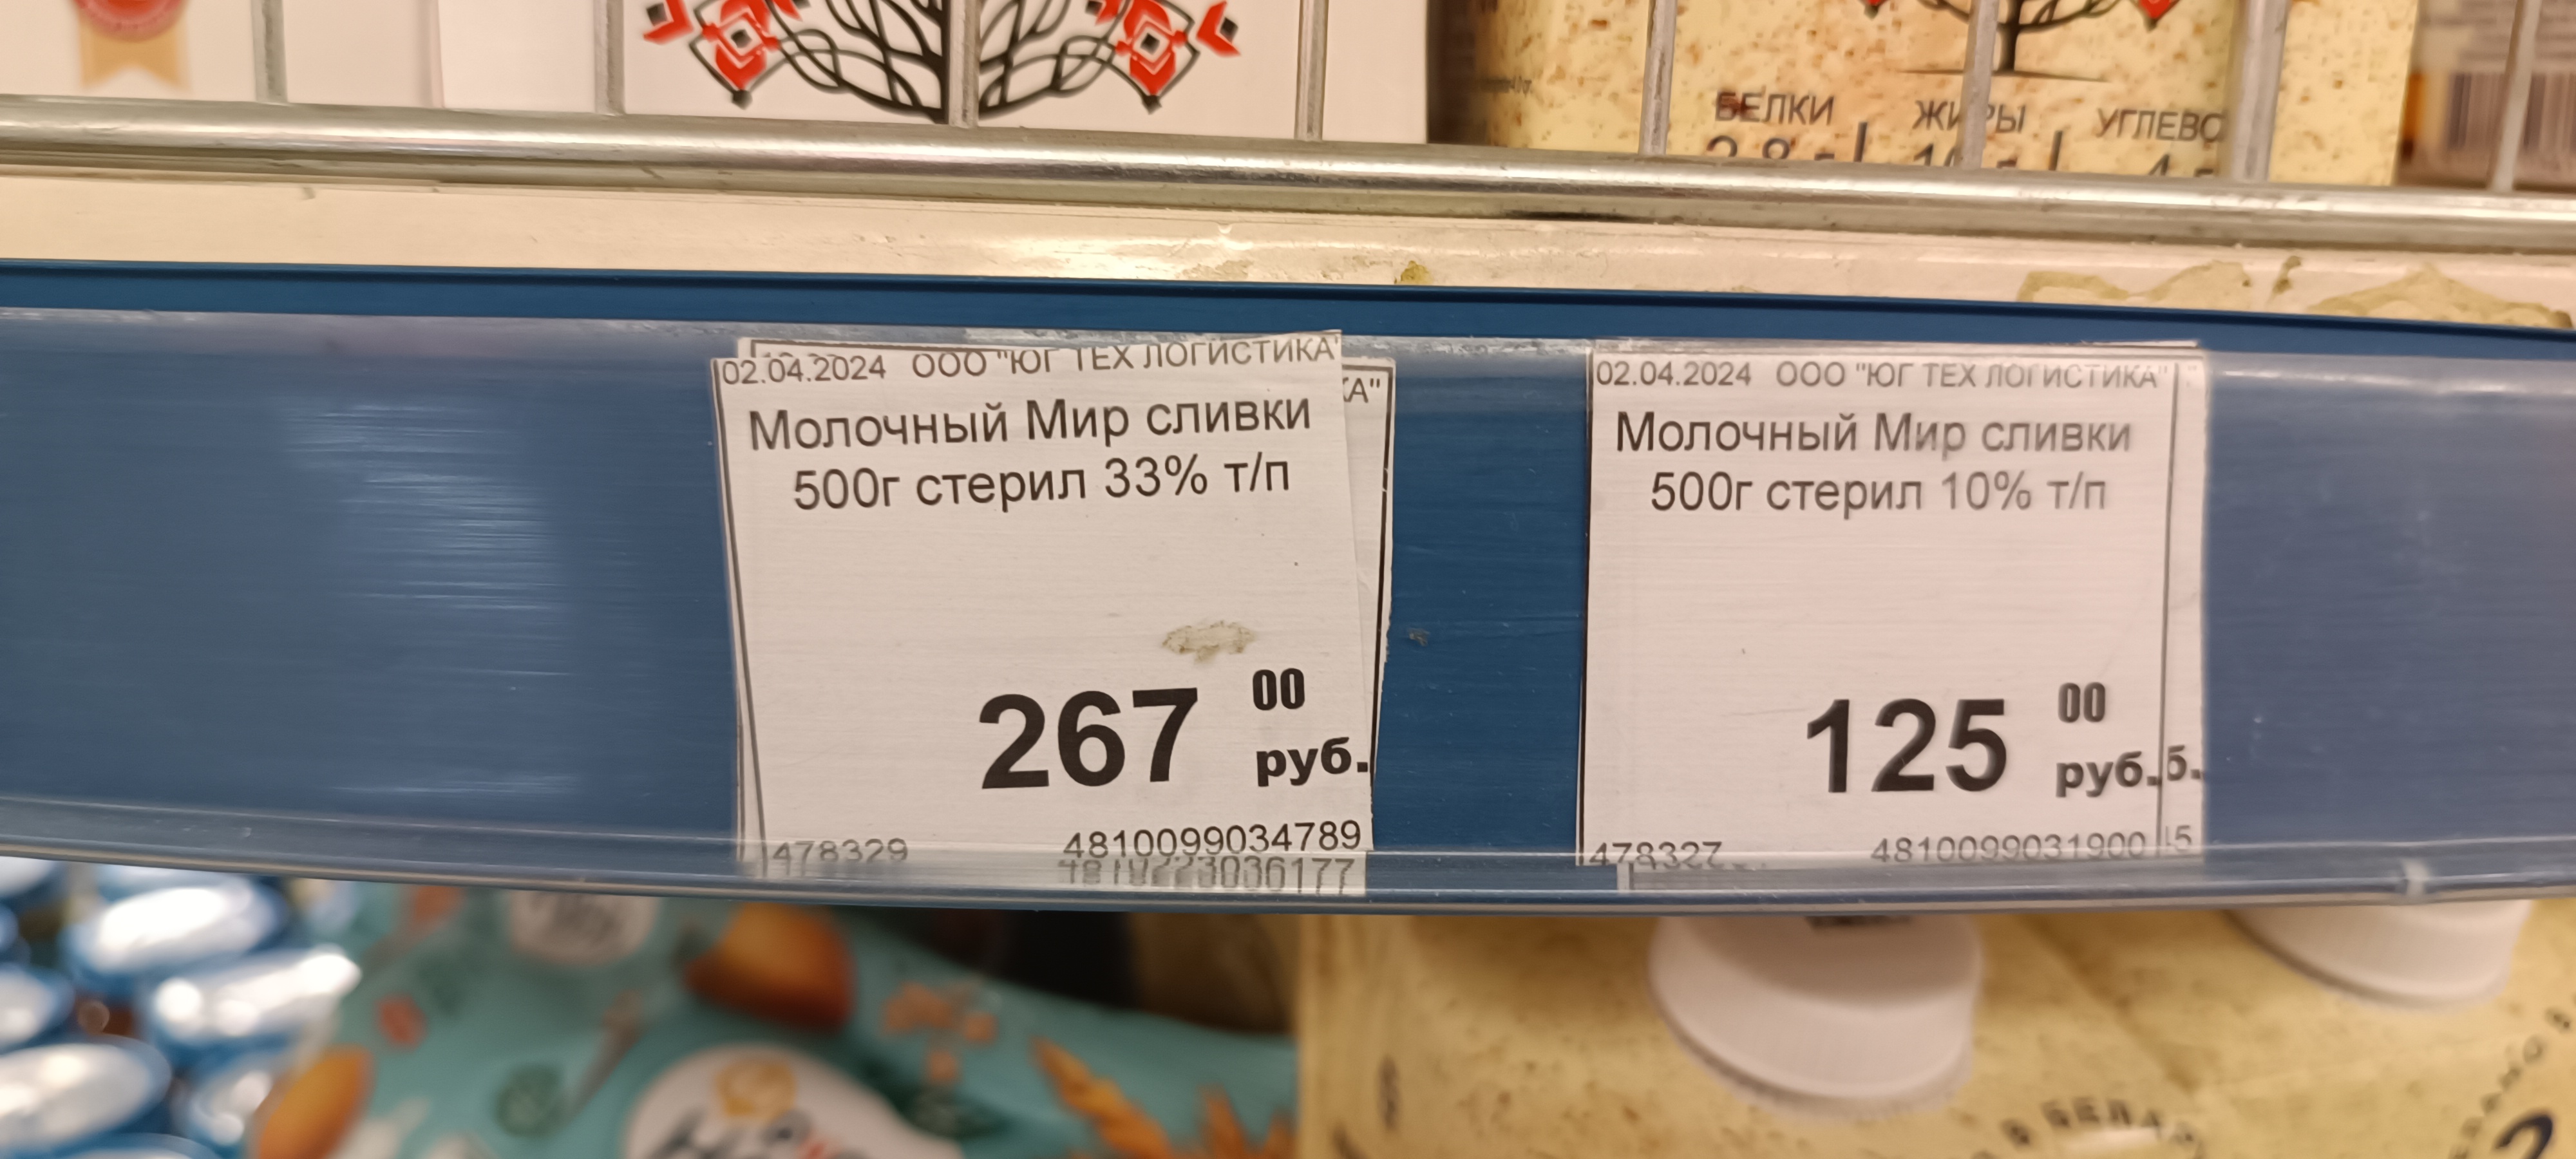 БЕЛКИ ЖИРЫ УГЛЕВО
02.04.2024 ООО "ЮГ ТЕХ ЛОГИСТИКА"
А"
Молочный Мир сливки
500г стерил 33% т/п
267 00
руб.
478329 4810099034789
4810223036177
02.04.2024 ООО "ЮГ ТЕХ ЛОГИСТИКА"
Молочный Мир сливки
500г стерил 10% т/п
125 00
руб. б.
478327 4810099031900 5